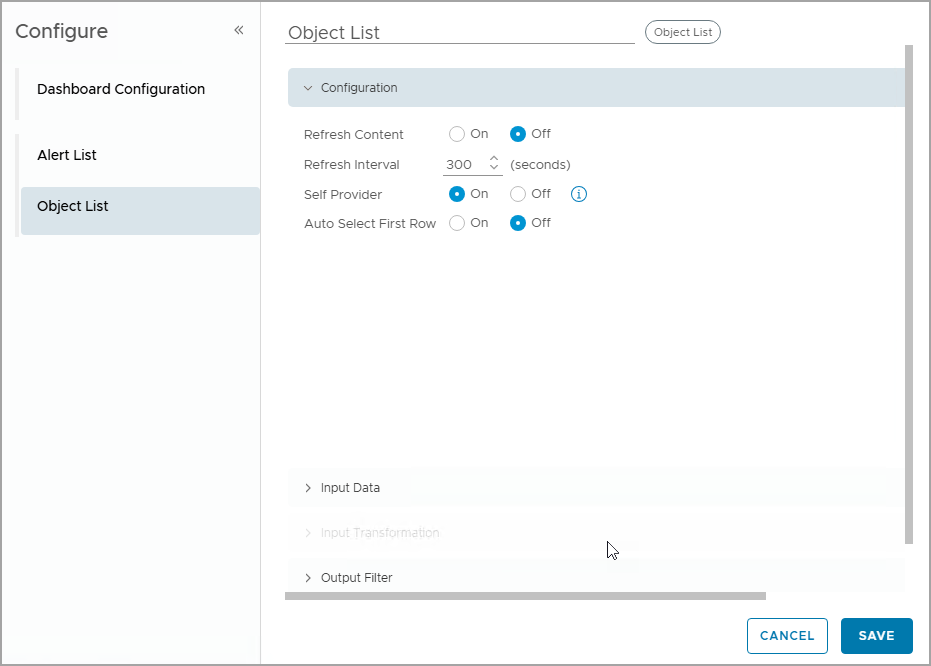 Configure
Dashboard Configuration
Alert List
Object List
Object List Object List
Configuration
Refresh Content On Off
Refresh Interval 300 (seconds)
Self Provider On Off
Auto Select First Row On Off
Input Data
Input Transformation
Output Filter
CANCEL SAVE